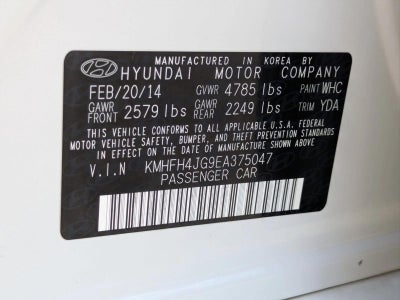 MANUFACTURED IN KOREA BY
HYUNDAI MOTOR COMPANY
FEB/20/14 GVWR 4785 lbs PAINT WHC
GAWR FRONT 2579 lbs GAWR REAR 2249 lbs TRIM YDA
THIS VEHICLE CONFORMS TO ALL APPLICABLE U.S.A. FEDERAL
MOTOR VEHICLE SAFETY, BUMPER, AND THEFT PREVENTION STANDARDS
IN EFFECT ON THE DATE OF MANUFACTURE SHOWN ABOVE.
V.I.N KMHFH4JG9EA375047
PASSENGER CAR